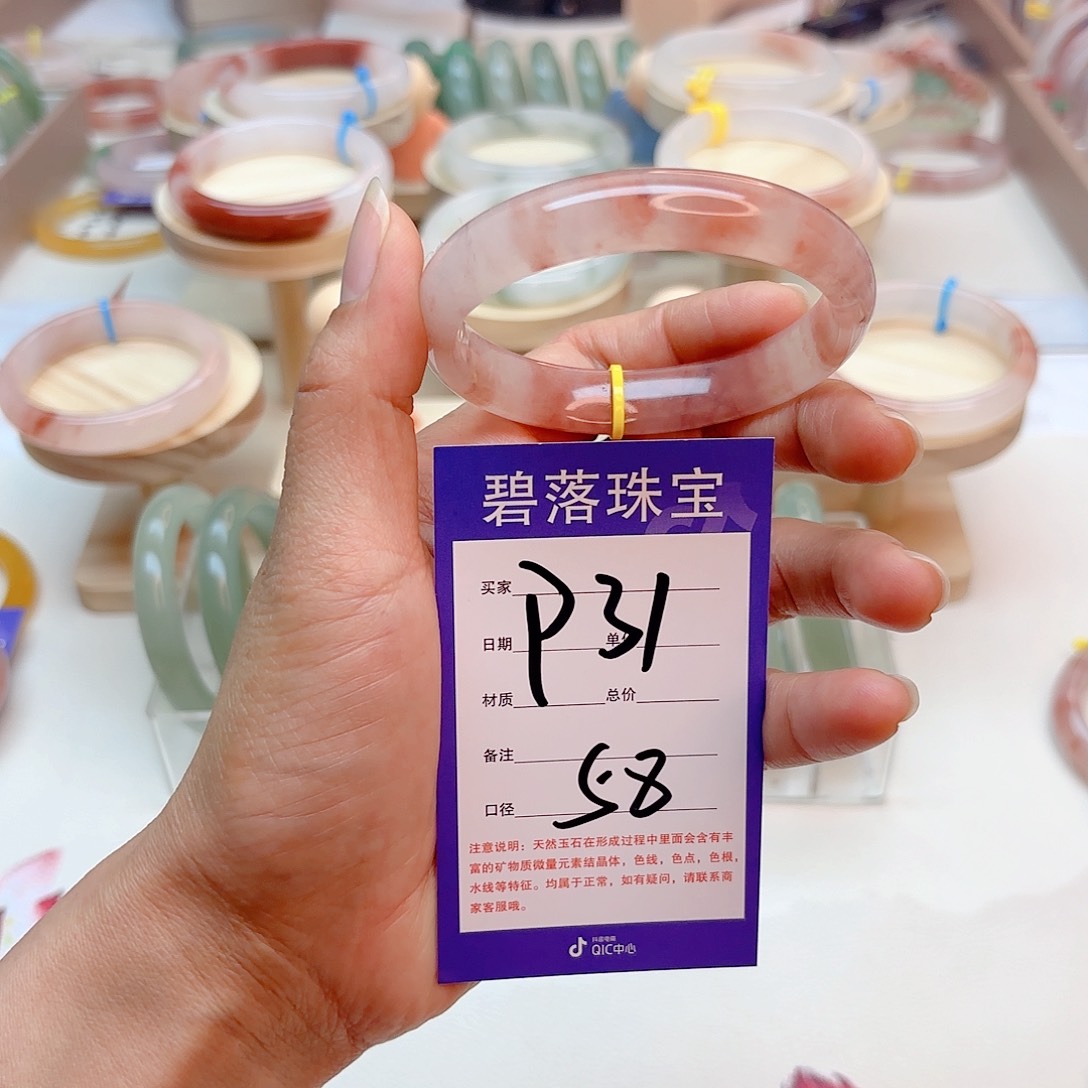 碧落珠宝
买家
P31
日期 单价
材质 总价
备注
口径 58
注意说明：天然玉石在形成过程中里面会含有丰
富的矿物质微量元素结晶体，色线，色点，色根，
水线等特征。均属于正常，如有疑问，请联系商
家客服哦。
抖音电商
QIC中心